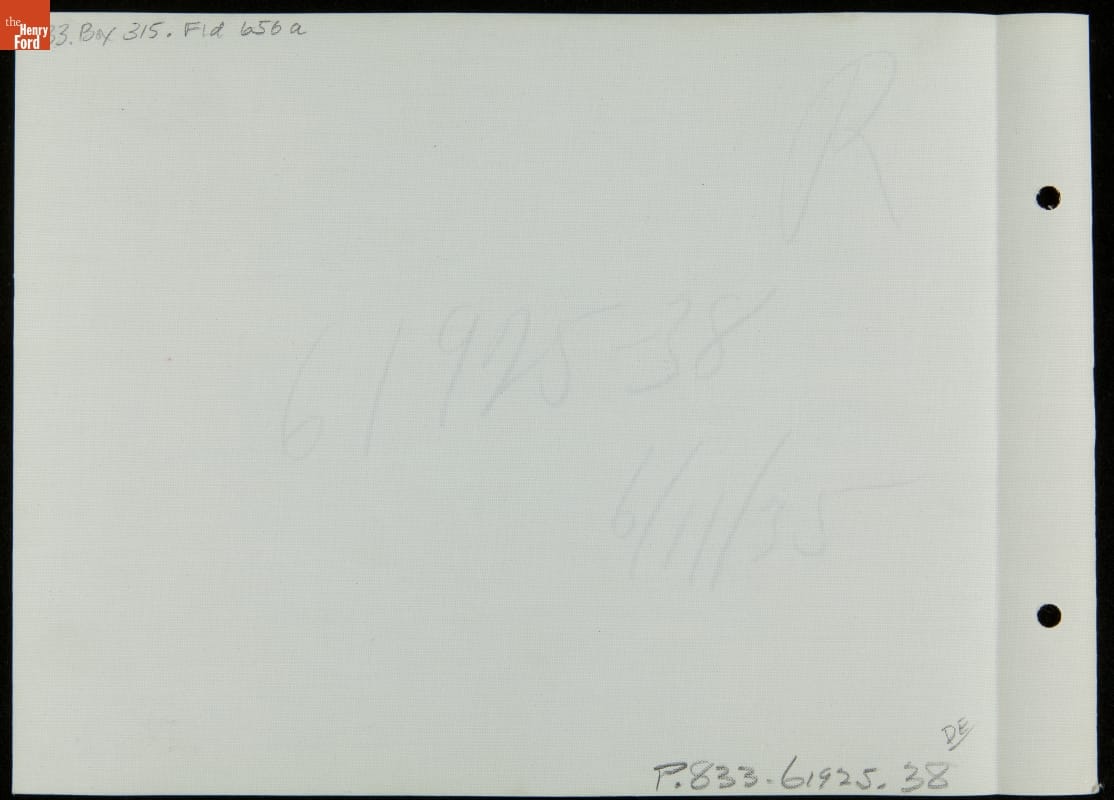 the
Henry
Ford
33. Box 315. Fld 656a
R
61925-38
6/11/35
DE
P.833-61925.38